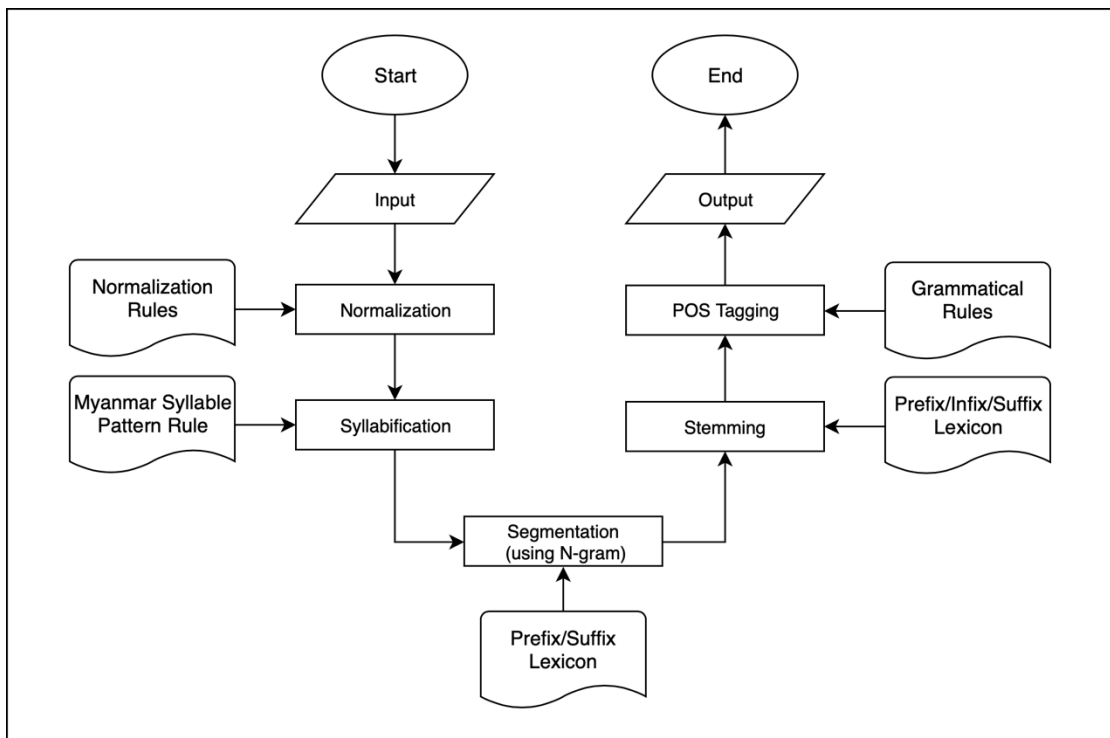 Start
End
Input
Output
Normalization
Rules
Normalization
POS Tagging
Grammatical
Rules
Myanmar Syllable
Pattern Rule
Syllabification
Stemming
Prefix/Infix/Suffix
Lexicon
Segmentation
(using N-gram)
Prefix/Suffix
Lexicon